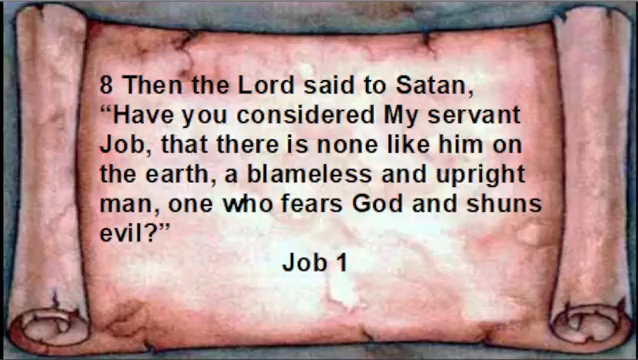 8 Then the Lord said to Satan,
“Have you considered My servant
Job, that there is none like him on
the earth, a blameless and upright
man, one who fears God and shuns
evil?”
Job 1